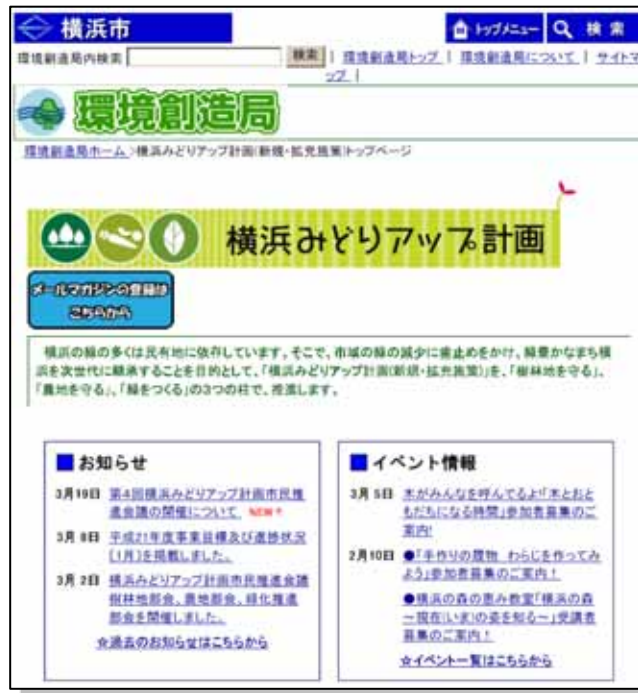 横浜市
トップメニュー
検 索
環境創造局内検索
検索
| 環境創造局トップ | 環境創造局について | サイトマ
ップ |
環境創造局
環境創造局ホーム>横浜みどりアップ計画(新規・拡充施策)トップページ
横浜みどりアップ計画
メールマガジンの登録は
こちらから
横浜の緑の多くは民有地に依存しています。そこで、市域の緑の減少に歯止めをかけ、緑豊かなまち横
浜を次世代に継承することを目的として、「横浜みどりアップ計画(新規・拡充施策)」を、「樹林地を守る」、
「農地を守る」、「緑をつくる」の3つの柱で、推進します。
お知らせ
3月19日 第4回横浜みどりアップ計画市民推
進会議の開催について NEW!
3月 8日 平成21年度事業目標及び進捗状況
(1月)を掲載しました。
3月 2日 横浜みどりアップ計画市民推進会議
樹林地部会、農地部会、緑化推進
部会を開催しました。
☆過去のお知らせはこちらから
イベント情報
3月 5日 木がみんなを呼んでるよ!「木とおと
もだちになる時間」参加者募集のご
案内!
2月10日 ●「手作りの履物 わらじを作ってみ
よう」参加者募集のご案内!
●横浜の森の恵み教室「横浜の森
~現在(いま)の姿を知る~」受講者
募集のご案内!
☆イベント一覧はこちらから